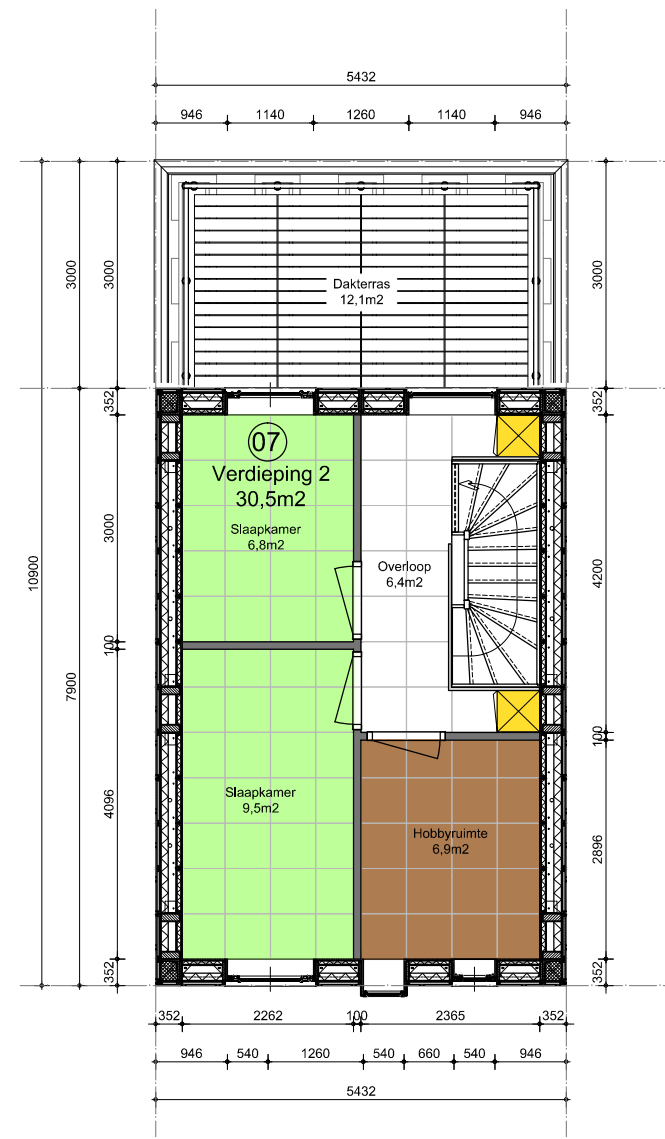 5432
946 1140 1260 1140 946
3000
3000
3000
Dakterras
12,1m2
352
352
07
Verdieping 2
30,5m2
Slaapkamer
6,8m2
Overloop
6,4m2
3000
4200
10900
7900
100
100
Slaapkamer
9,5m2
Hobbyruimte
6,9m2
4096
2896
352
352
352 2262 100 2365 352
946 540 1260 540 660 540 946
5432